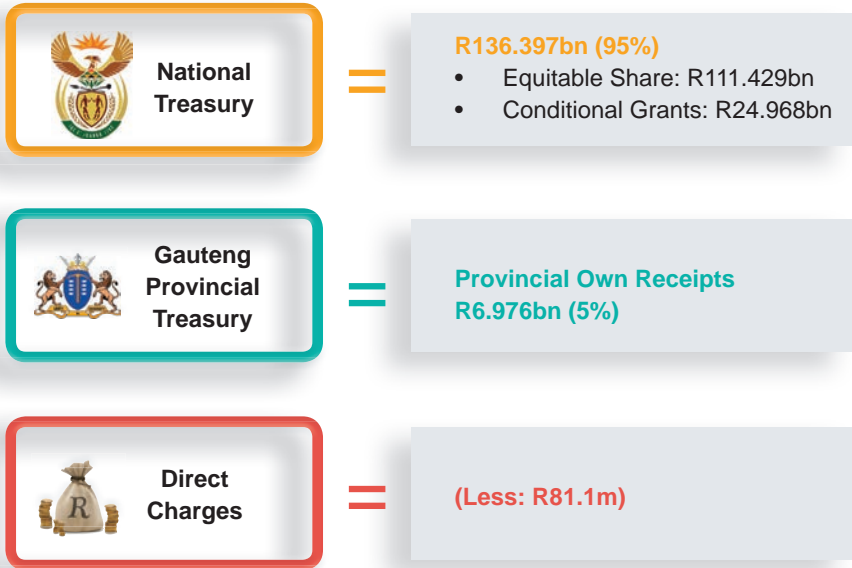 National
Treasury
=
R136.397bn (95%)
• Equitable Share: R111.429bn
• Conditional Grants: R24.968bn
Gauteng
Provincial
Treasury
=
Provincial Own Receipts
R6.976bn (5%)
R
Direct
Charges
=
(Less: R81.1m)